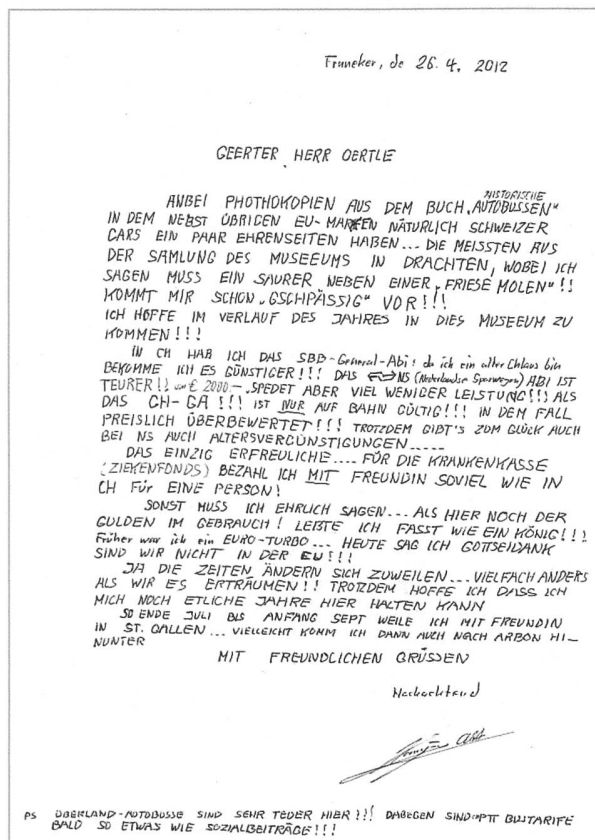 Franeker, de 26. 4. 2012
GEERTER HERR OERTLE
HISTORISCHE
ANBEI PHOTHOKOPIEN AUS DEM BUCH „AUTOBUSSEN"
IN DEM NEBST ÜBRIGEN EU-MARKEN NATÜRLICH SCHWEIZER
CARS EIN PAAR EHRENSEITEN HABEN... DIE MEISSTEN AUS
DER SAMLUNG DES MUSEEUMS IN DRACHTEN, WOBEI ICH
SAGEN MUSS EIN SAURER NEBEN EINER „FRIESE MOLEN"!!
KOMMT MIR SCHON „GSCHPÄSSIG" VOR!!!
ICH HOFFE IM VERLAUF DES JAHRES IN DIES MUSEEUM ZU
KOMMEN!!!
IN CH HAB ICH DAS SBB-General-Abi! da ich ein alter Chlaus bin
BEKOMME ICH ES GÜNSTIGER!!! DAS NS (Nederlandse Spoorwegen) ABI IST
TEURER!! € 2000.- SPEDET ABER VIEL WENIGER LEISTUNG!!! ALS
DAS CH-GA!!! IST NUR AUF BAHN GÜLTIG!!! IN DEM FALL
PREISLICH ÜBERBEWERTET!!! TROTZDEM GIBT'S ZUM GLÜCK AUCH
BEI NS AUCH ALTERSVERGÜNSTIGUNGEN.....
DAS EINZIG ERFREULICHE.... FÜR DIE KRANKENKASSE
(ZIEKENFONDS) BEZAHL ICH MIT FREUNDIN SOVIEL WIE IN
CH FÜR EINE PERSON!
SONST MUSS ICH EHRLICH SAGEN... ALS HIER NOCH DER
GULDEN IM GEBRAUCH! LEBTE ICH FASST WIE EIN KÖNIG!!!
Früher war ich ein EURO-TURBO... HEUTE SAG ICH GOTTSEIDANK
SIND WIR NICHT IN DER EU!!!
JA DIE ZEITEN ÄNDERN SICH ZUWEILEN... VIELFACH ANDERS
ALS WIR ES ERTRÄUMEN!! TROTZDEM HOFFE ICH DASS ICH
MICH NOCH ETLICHE JAHRE HIER HALTEN KANN
SO ENDE JULI BIS ANFANG SEPT WEILE ICH MIT FREUNDIN
IN ST. GALLEN... VIELLEICHT KOMM ICH DANN AUCH NACH ARBON HI-
NUNTER
MIT FREUNDLICHEN GRÜSSEN
Hochachtend
PS ÜBERLAND-AUTOBUSSE SIND SEHR TEUER HIER!!! DAGEGEN SIND PTT BUSTARIFE
BALD SO ETWAS WIE SOZIALBEITRÄGE!!!